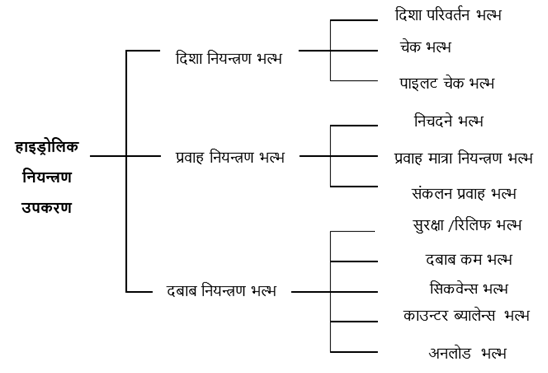 हाइड्रोलिक
नियन्त्रण
उपकरण
दिशा नियन्त्रण भल्भ
दिशा परिवर्तन भल्भ
चेक भल्भ
पाइलट चेक भल्भ
प्रवाह नियन्त्रण भल्भ
निचदने भल्भ
प्रवाह मात्रा नियन्त्रण भल्भ
संकलन प्रवाह भल्भ
दबाब नियन्त्रण भल्भ
सुरक्षा /रिलिफ भल्भ
दबाब कम भल्भ
सिकवेन्स भल्भ
काउन्टर ब्यालेन्स भल्भ
अनलोड भल्भ